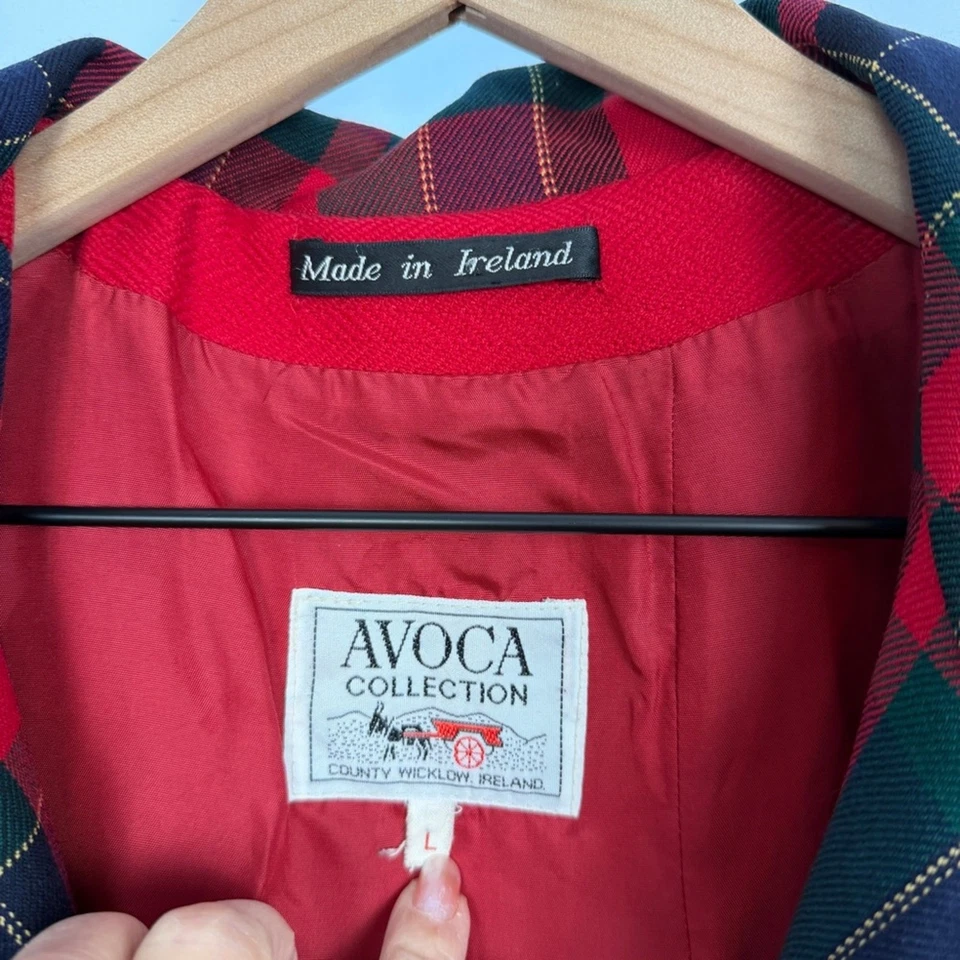 Made in Ireland
AVOCA
COLLECTION
COUNTY WICKLOW, IRELAND.
L